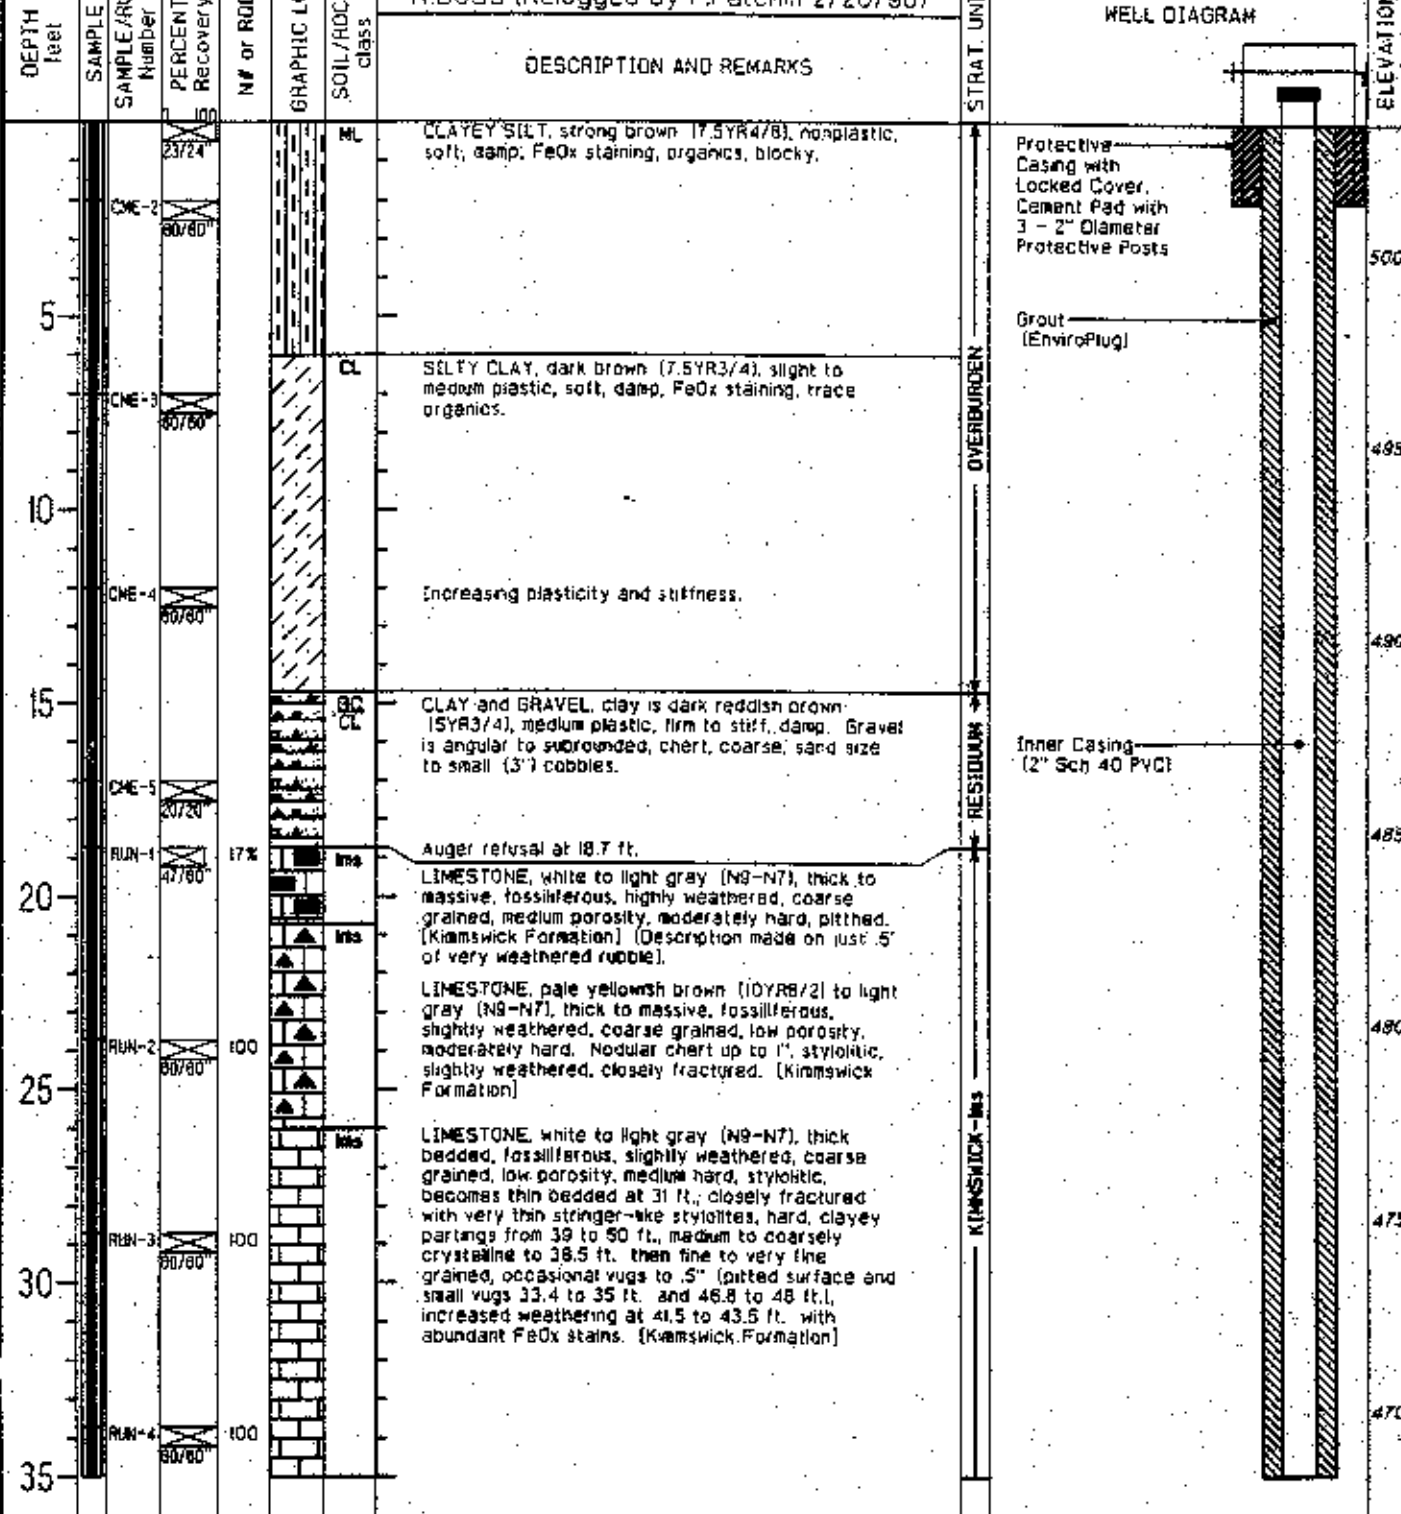 DEPTH
feet
SAMPLE
SAMPLE/RU
Number
PERCENT
Recovery
N# or RQD
GRAPHIC LO
SOIL/ROC
class
DESCRIPTION AND REMARKS
STRAT. UNI
WELL DIAGRAM
ELEVATION
0 100
23/24"
ML
CLAYEY SILT, strong brown (7.5YR4/6), nonplastic,
soft, damp, FeOx staining, organics, blocky.
Protective
Casing with
Locked Cover.
Cement Pad with
3 - 2" Diameter
Protective Posts
CME-2
60/60"
500
5
Grout
(EnviroPlug)
OVERBURDEN
CL
SILTY CLAY, dark brown (7.5YR3/4), slight to
medium plastic, soft, damp, FeOx staining, trace
organics.
CME-3
60/60"
495
10
CME-4
60/60"
Increasing plasticity and stiffness.
490
15
GC
CL
CLAY and GRAVEL, clay is dark reddish brown
(5YR3/4), medium plastic, firm to stiff, damp. Gravel
is angular to subrounded, chert, coarse, sand size
to small (3") cobbles.
RESIDUUM
Inner Casing
(2" Sch 40 PVC)
CME-5
20/20"
485
RUN-1
47/60"
17%
lms
Auger refusal at 18.7 ft.
LIMESTONE, white to light gray (N9-N7), thick to
massive, fossiliferous, highly weathered, coarse
grained, medium porosity, moderately hard, pitthed.
[Kimmswick Formation] (Description made on just .5'
of very weathered rubble).
20
lms
LIMESTONE, pale yellowish brown (10YR8/2) to light
gray (N9-N7), thick to massive, fossiliferous,
slightly weathered, coarse grained, low porosity,
moderately hard. Nodular chert up to 1", stylolitic,
slightly weathered, closely fractured. [Kimmswick
Formation]
RUN-2
60/60"
100
480
25
KIMMSWICK-lms
lms
LIMESTONE, white to light gray (N9-N7), thick
bedded, fossiliferous, slightly weathered, coarse
grained, low porosity, medium hard, stylolitic,
becomes thin bedded at 31 ft., closely fractured
with very thin stringer-like stylolites, hard, clayey
partings from 39 to 50 ft., medium to coarsely
crystalline to 38.5 ft. then fine to very fine
grained, occasional vugs to .5" (pitted surface and
small vugs 33.4 to 35 ft. and 46.8 to 48 ft.),
increased weathering at 41.5 to 43.5 ft. with
abundant FeOx stains. [Kimmswick Formation]
RUN-3
60/60"
100
475
30
RUN-4
60/60"
100
470
35